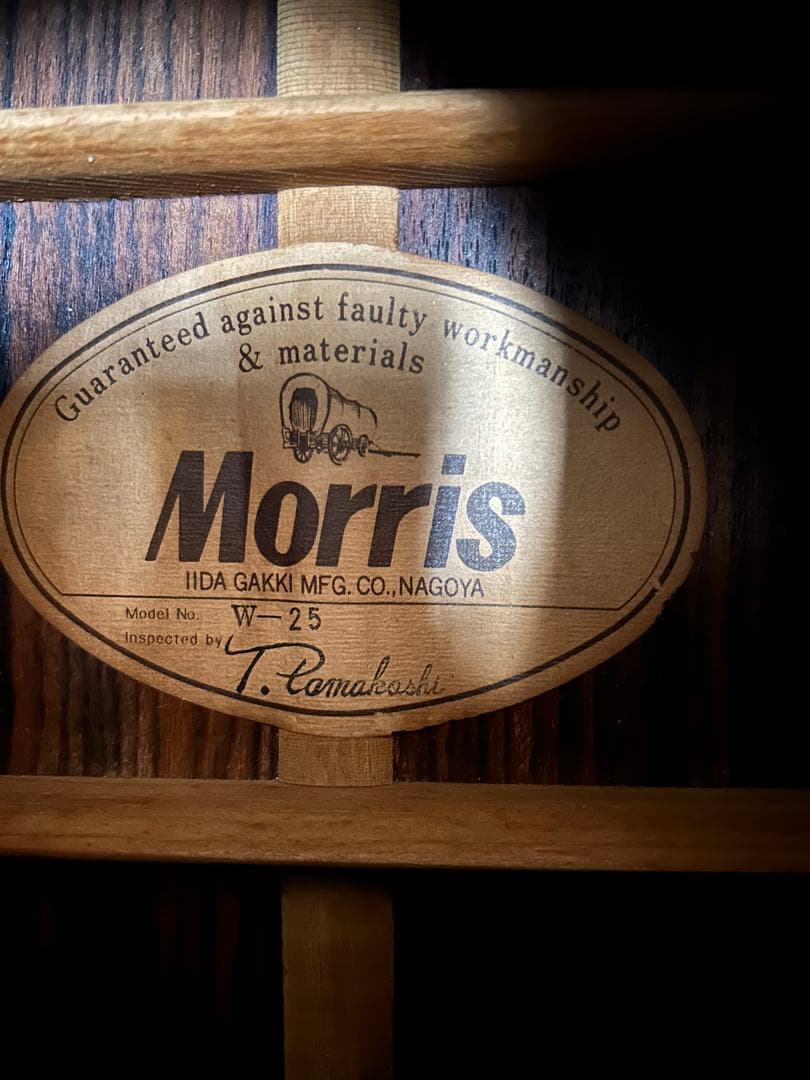 Guaranteed against faulty workmanship
& materials
Morris
IIDA GAKKI MFG. CO., NAGOYA
Model No. W-25
Inspected by T.